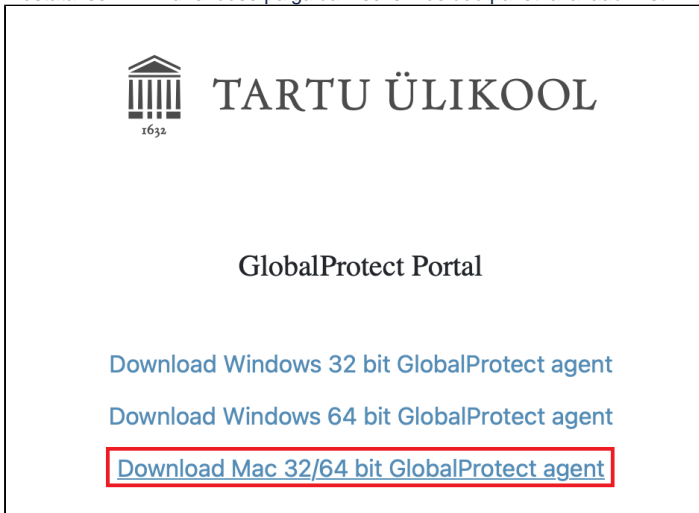 TARTU ÜLIKOOL
1632
GlobalProtect Portal
Download Windows 32 bit GlobalProtect agent
Download Windows 64 bit GlobalProtect agent
Download Mac 32/64 bit GlobalProtect agent